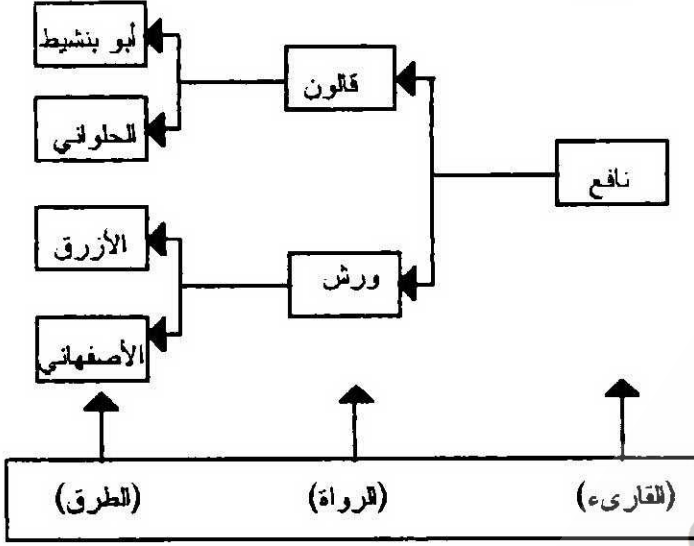 نافع
قالون
ورش
أبو بنشيط
الحلواني
الأزرق
الأصفهاني
(القارىء)
(الرواة)
(الطرق)